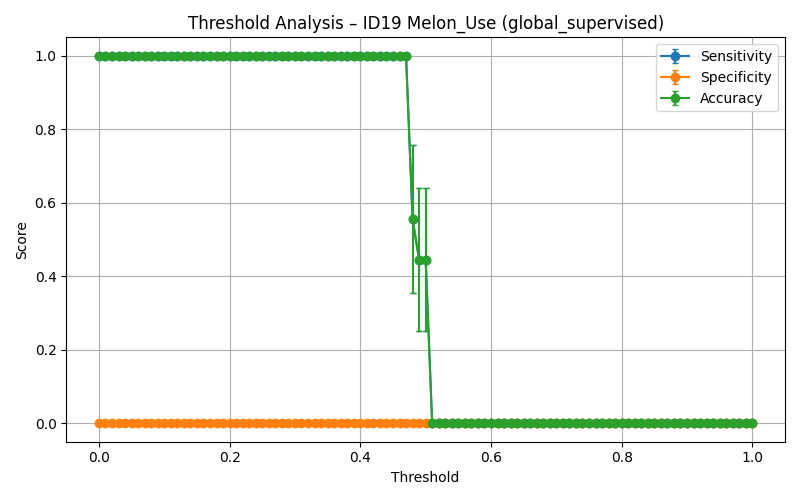 Threshold Analysis – ID19 Melon_Use (global_supervised)
1.0
0.8
0.6
0.4
0.2
0.0
Score
Sensitivity
Specificity
Accuracy
0.0 0.2 0.4 0.6 0.8 1.0
Threshold